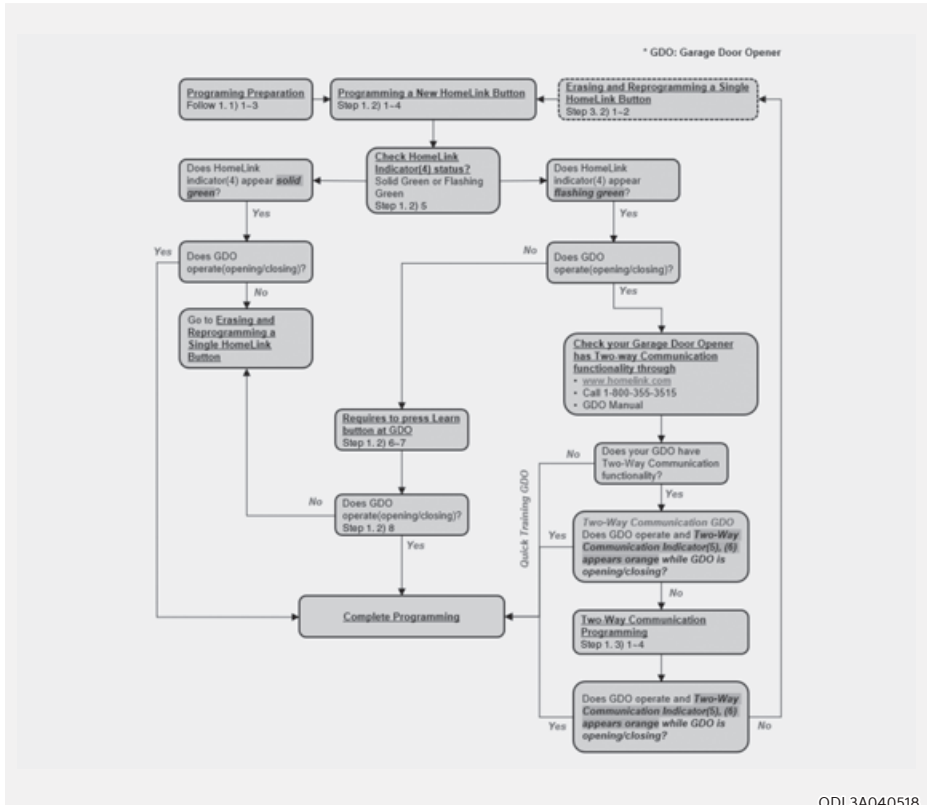 * GDO: Garage Door Opener
Programing Preparation
Follow 1. 1) 1~3
Programming a New HomeLink Button
Step 1. 2) 1~4
Erasing and Reprogramming a Single
HomeLink Button
Step 3. 2) 1~2
Does HomeLink
indicator(4) appear solid
green?
Check HomeLink
Indicator(4) status?
Solid Green or Flashing
Green
Step 1. 2) 5
Does HomeLink
indicator(4) appear
flashing green?
Yes
Yes
Yes
Does GDO
operate(opening/closing)?
No
Does GDO
operate(opening/closing)?
No
Yes
Go to Erasing and
Reprogramming a
Single HomeLink
Button
Check your Garage Door Opener
has Two-way Communication
functionality through
• www.homelink.com
• Call 1-800-355-3515
• GDO Manual
Requires to press Learn
button at GDO
Step 1. 2) 6~7
No
Does your GDO have
Two-Way Communication
functionality?
Yes
Quick Training GDO
No
Does GDO
operate(opening/closing)?
Step 1. 2) 8
Yes
Yes
Two-Way Communication GDO
Does GDO operate and Two-Way
Communication Indicator(5), (6)
appears orange while GDO is
opening/closing?
No
Complete Programming
Two-Way Communication
Programming
Step 1. 3) 1~4
Does GDO operate and Two-Way
Communication Indicator(5), (6)
appears orange while GDO is
opening/closing?
Yes
No
ODL3A040518